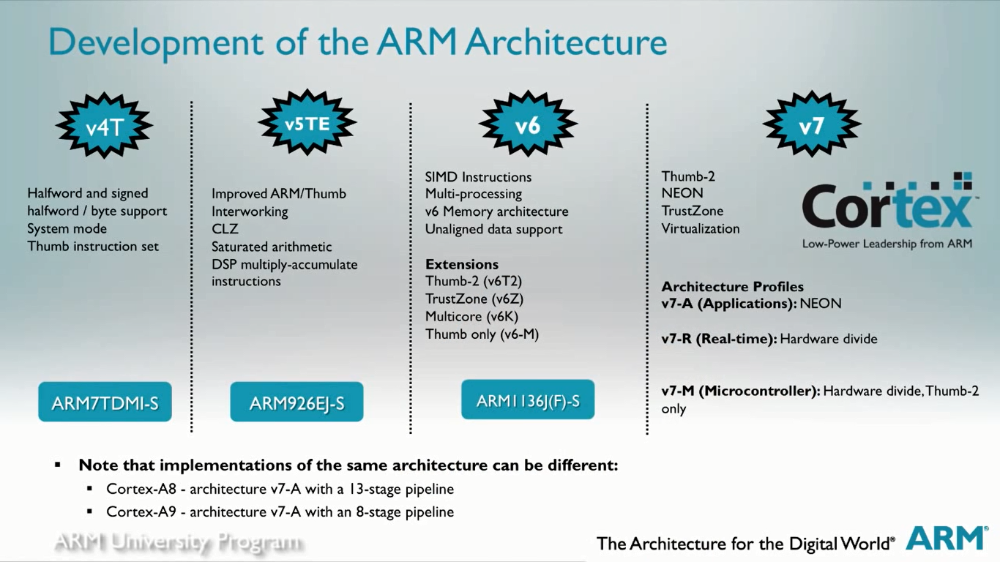 Development of the ARM Architecture
v4T
Halfword and signed
halfword / byte support
System mode
Thumb instruction set
ARM7TDMI-S
v5TE
Improved ARM/Thumb
Interworking
CLZ
Saturated arithmetic
DSP multiply-accumulate
instructions
ARM926EJ-S
v6
SIMD Instructions
Multi-processing
v6 Memory architecture
Unaligned data support
Extensions
Thumb-2 (v6T2)
TrustZone (v6Z)
Multicore (v6K)
Thumb only (v6-M)
ARM1136J(F)-S
v7
Thumb-2
NEON
TrustZone
Virtualization
Cortex™
Low-Power Leadership from ARM
Architecture Profiles
v7-A (Applications): NEON
v7-R (Real-time): Hardware divide
v7-M (Microcontroller): Hardware divide, Thumb-2
only
▪ Note that implementations of the same architecture can be different:
▪ Cortex-A8 - architecture v7-A with a 13-stage pipeline
▪ Cortex-A9 - architecture v7-A with an 8-stage pipeline
ARM University Program
The Architecture for the Digital World® ARM®